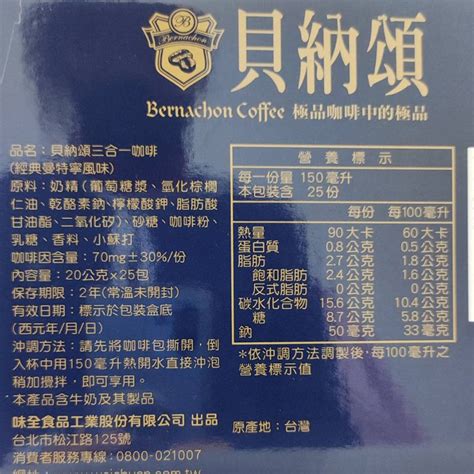 B
Bernachon
貝納頌
Bernachon Coffee 極品咖啡中的極品
品名：貝納頌三合一咖啡
(經典曼特寧風味)
原料：奶精(葡萄糖漿、氫化棕櫚
仁油、乾酪素鈉、檸檬酸鉀、脂肪酸
甘油酯、二氧化矽)、砂糖、咖啡粉、
乳糖、香料、小蘇打
咖啡因含量：70mg±30%/份
內容量：20公克×25包
保存期限：2年(常溫未開封)
有效日期：標示於包裝盒底
(西元年/月/日)
沖調方法：請先將咖啡包撕開，倒
入杯中用150毫升熱開水直接沖泡
稍加攪拌，即可享用。
本產品含牛奶及其製品
味全食品工業股份有限公司 出品
台北市松江路125號
消費者服務專線：0800-021007
營養標示
每一份量 150毫升
本包裝含 25份
每份 每100毫升
熱量 90大卡 60大卡
蛋白質 0.8公克 0.5公克
脂肪 2.7公克 1.8公克
飽和脂肪 2.4公克 1.6公克
反式脂肪 0公克 0公克
碳水化合物 15.6公克 10.4公克
糖 8.7公克 5.8公克
鈉 50毫克 33毫克
*依沖調方法調製後，每100毫升之
營養標示值
原產地：台灣